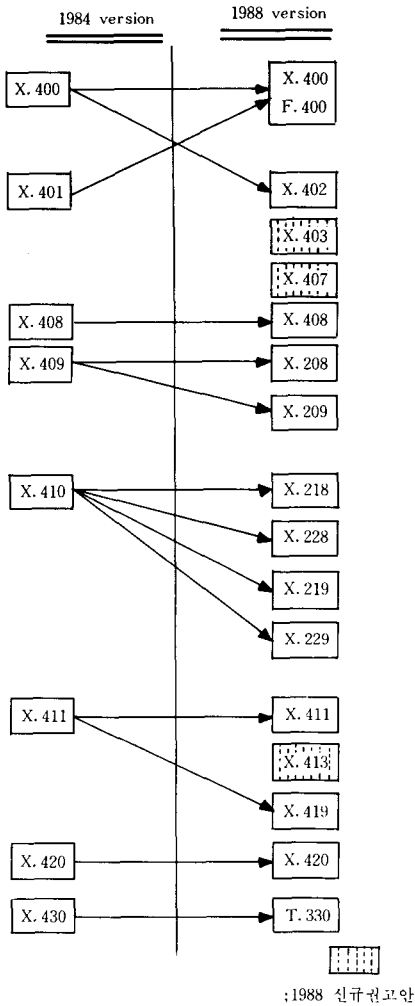 1984 version
1988 version
X.400
X.400
F.400
X.401
X.402
X.403
X.407
X.408
X.408
X.409
X.208
X.209
X.410
X.218
X.228
X.219
X.229
X.411
X.411
X.413
X.419
X.420
X.420
X.430
T.330
;1988 신규권고안